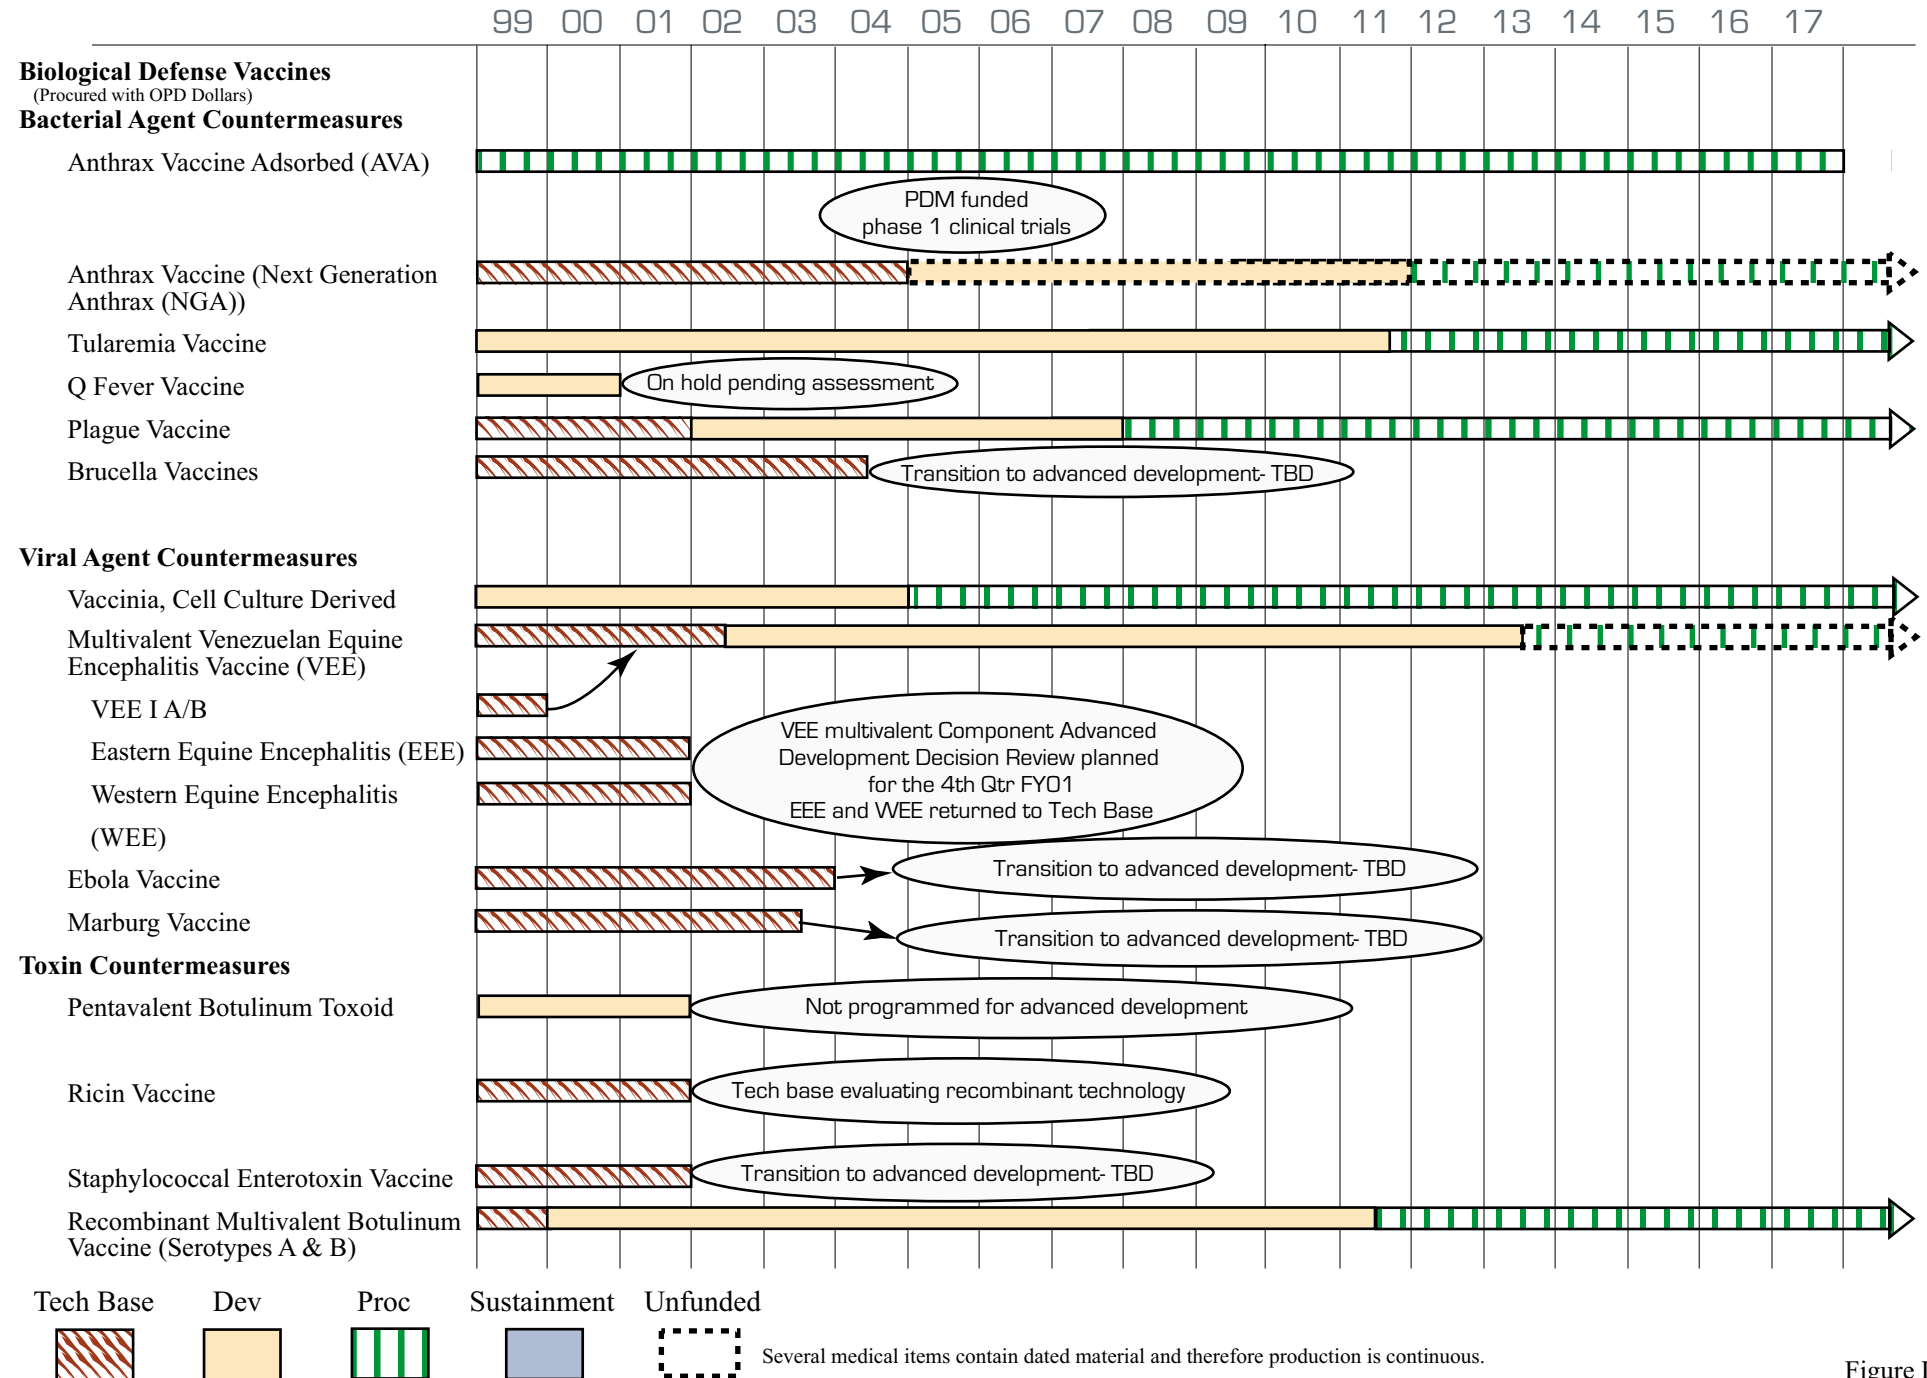 99 00 01 02 03 04 05 06 07 08 09 10 11 12 13 14 15 16 17
Biological Defense Vaccines
(Procured with OPD Dollars)
Bacterial Agent Countermeasures
Anthrax Vaccine Adsorbed (AVA)
PDM funded
phase 1 clinical trials
Anthrax Vaccine (Next Generation
Anthrax (NGA))
Tularemia Vaccine
Q Fever Vaccine
On hold pending assessment
Plague Vaccine
Brucella Vaccines
Transition to advanced development- TBD
Viral Agent Countermeasures
Vaccinia, Cell Culture Derived
Multivalent Venezuelan Equine
Encephalitis Vaccine (VEE)
VEE I A/B
Eastern Equine Encephalitis (EEE)
Western Equine Encephalitis
(WEE)
VEE multivalent Component Advanced
Development Decision Review planned
for the 4th Qtr FY01
EEE and WEE returned to Tech Base
Ebola Vaccine
Transition to advanced development- TBD
Marburg Vaccine
Transition to advanced development- TBD
Toxin Countermeasures
Pentavalent Botulinum Toxoid
Not programmed for advanced development
Ricin Vaccine
Tech base evaluating recombinant technology
Staphylococcal Enterotoxin Vaccine
Transition to advanced development- TBD
Recombinant Multivalent Botulinum
Vaccine (Serotypes A & B)
Tech Base Dev Proc Sustainment Unfunded
Several medical items contain dated material and therefore production is continuous.
Figure